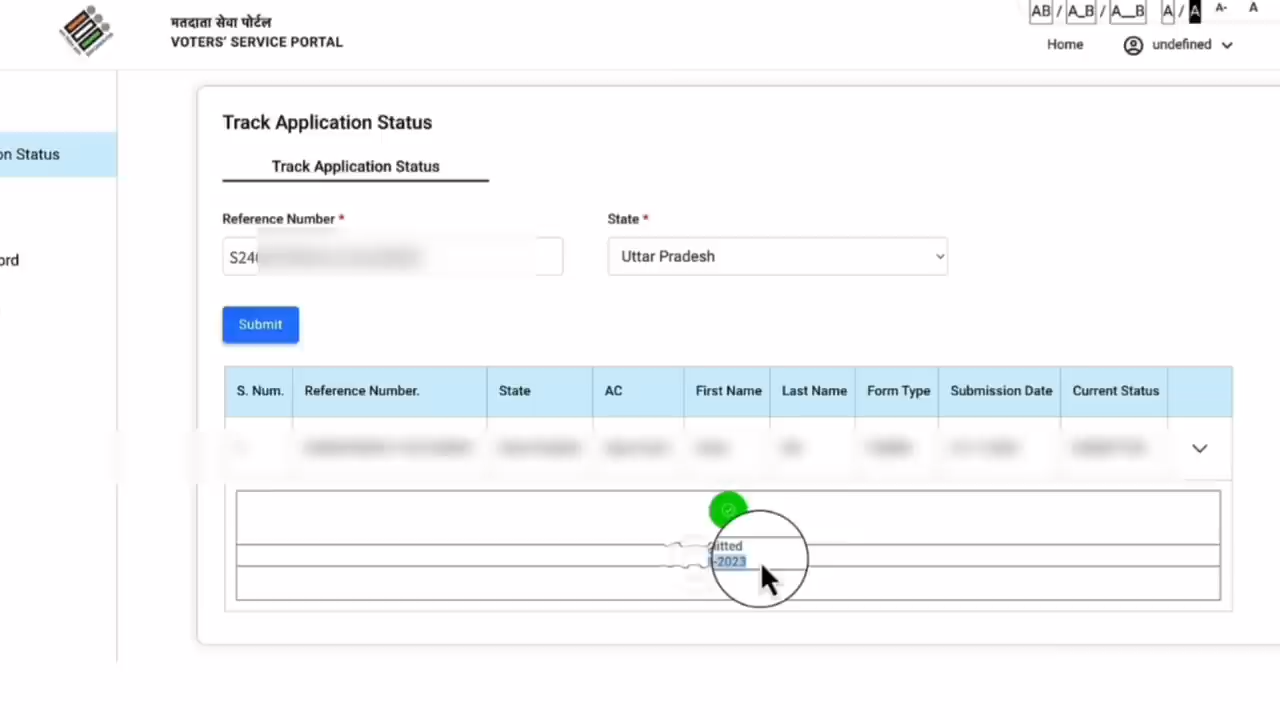 मतदाता सेवा पोर्टल
VOTERS' SERVICE PORTAL
AB / A_B / A__B A / A A- A
Home undefined
on Status
ord
Track Application Status
Track Application Status
Reference Number * State *
S24 Uttar Pradesh
Submit
S. Num. Reference Number. State AC First Name Last Name Form Type Submission Date Current Status
itted
-2023